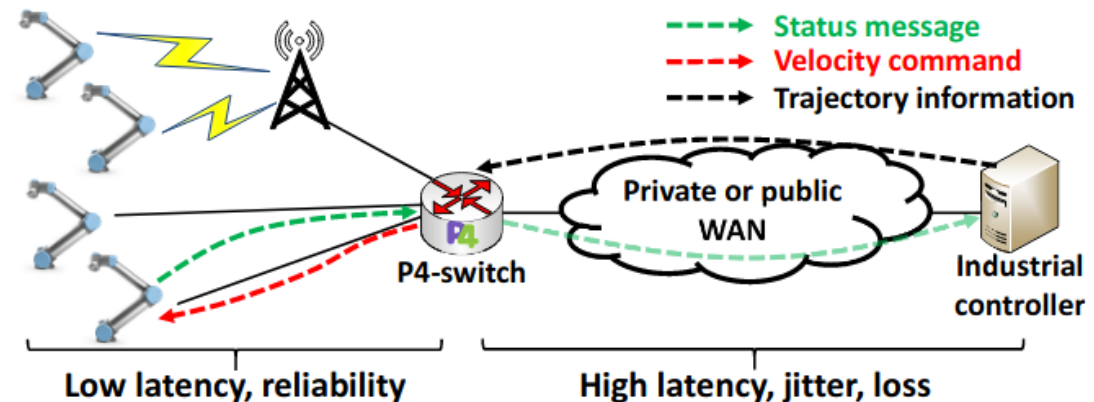 Status message
Velocity command
Trajectory information
Private or public
WAN
P4
P4-switch
Industrial
controller
Low latency, reliability
High latency, jitter, loss